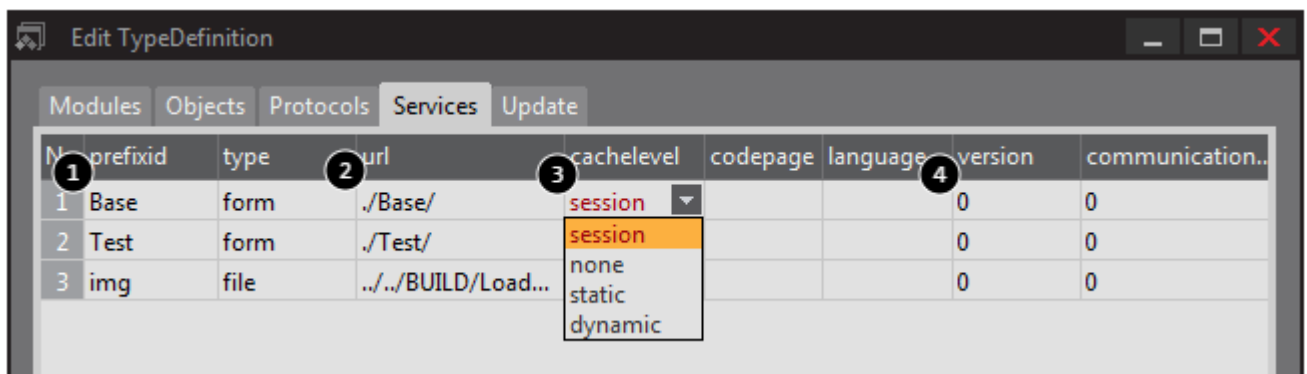 Edit TypeDefinition
Modules Objects Protocols Services Update
prefixid type url cachelevel codepage language version communication..
1 2 3 4
1 Base form ./Base/ session 0 0
session
2 Test form ./Test/ 0 0
none
3 img file ../../BUILD/Load... 0 0
static
dynamic